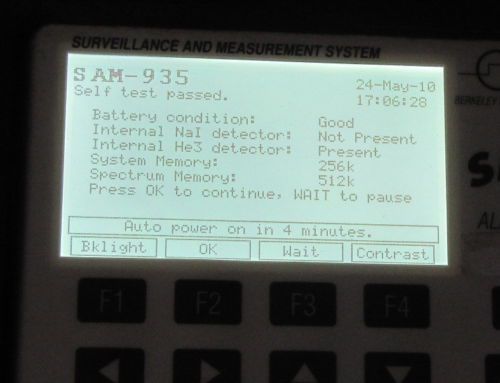 SURVEILLANCE AND MEASUREMENT SYSTEM
SAM-935
24-May-10
Self test passed.
17:06:28
Battery condition: Good
Internal NaI detector: Not Present
Internal He3 detector: Present
System Memory: 256k
Spectrum Memory: 512k
Press OK to continue, WAIT to pause
Auto power on in 4 minutes.
Bklight OK Wait Contrast
F1 F2 F3 F4
BERKELEY